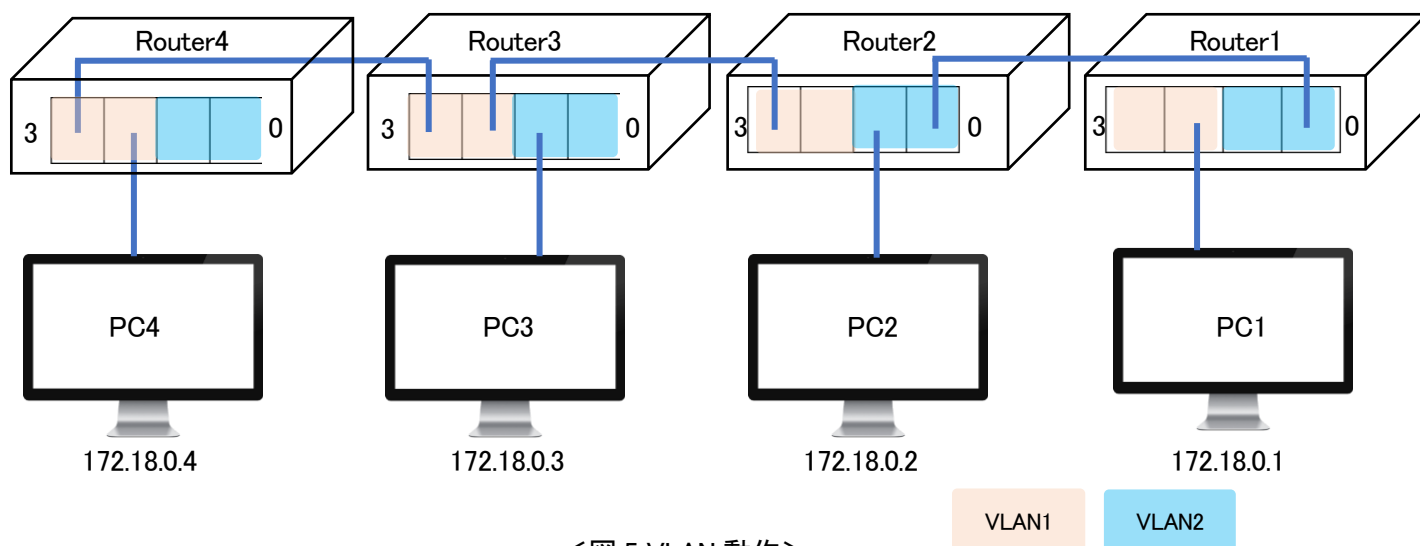 Router4 Router3 Router2 Router1
3 0 3 0 3 0 3 0
PC4 PC3 PC2 PC1
172.18.0.4 172.18.0.3 172.18.0.2 172.18.0.1
VLAN1 VLAN2